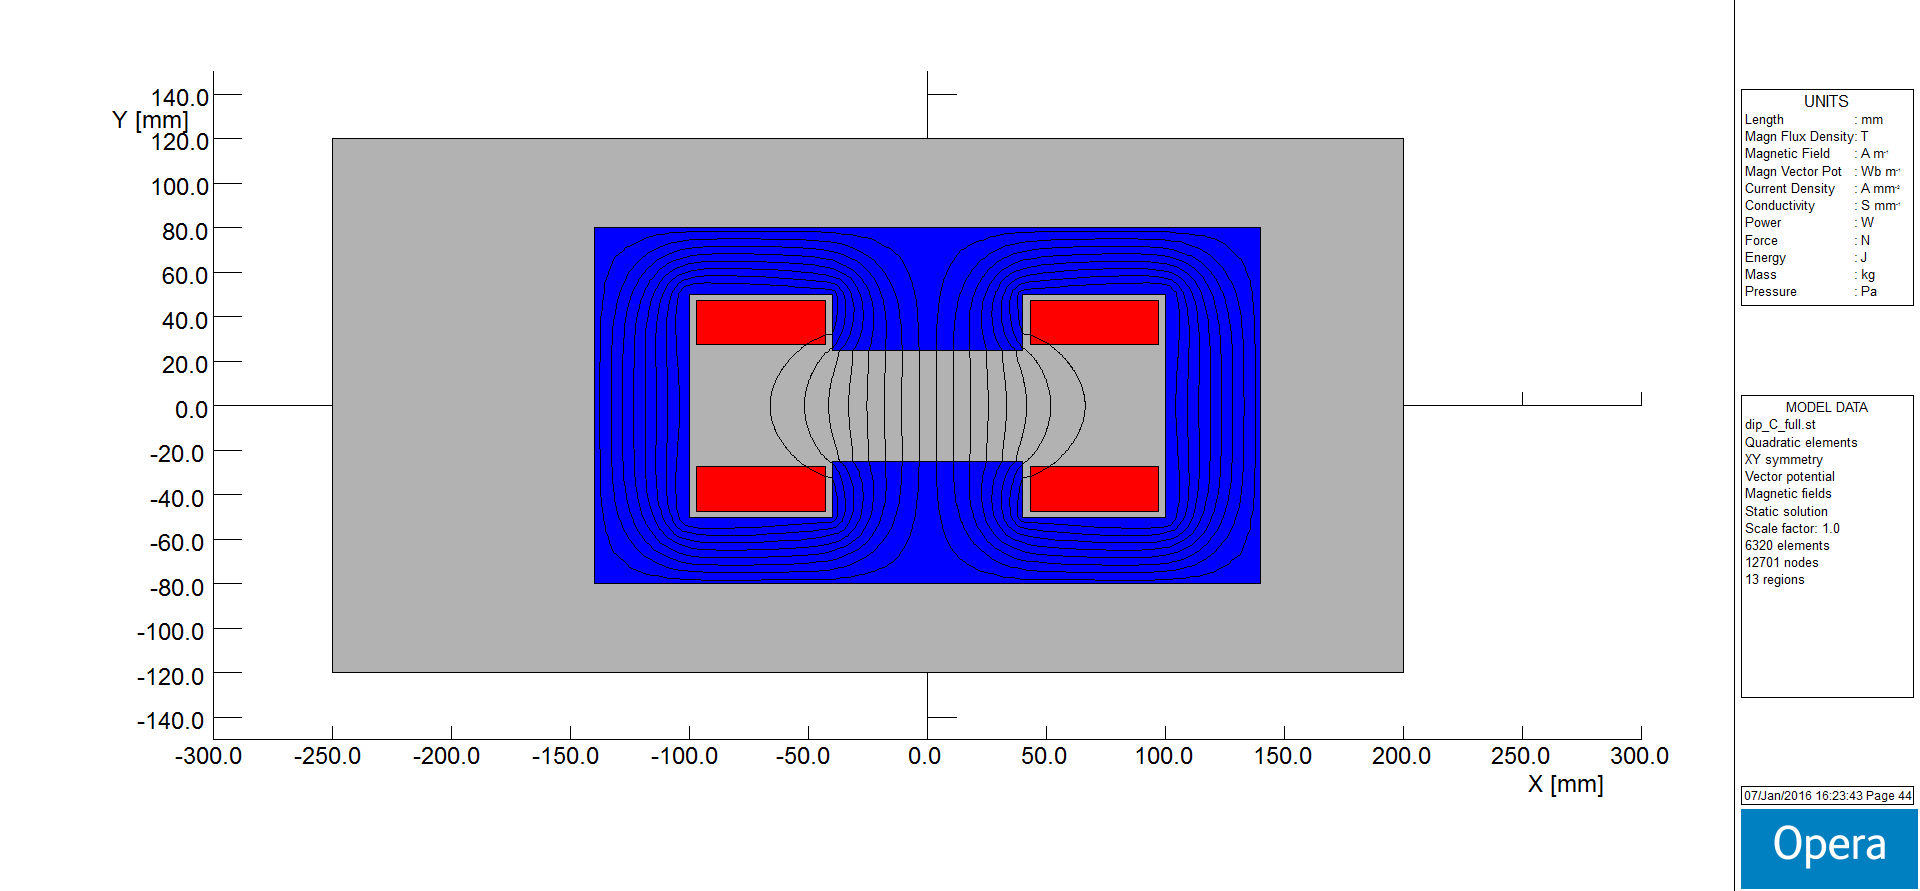 140.0
Y [mm]
120.0
100.0
80.0
60.0
40.0
20.0
0.0
-20.0
-40.0
-60.0
-80.0
-100.0
-120.0
-140.0
-300.0 -250.0 -200.0 -150.0 -100.0 -50.0 0.0 50.0 100.0 150.0 200.0 250.0 300.0
X [mm]
UNITS
Length : mm
Magn Flux Density: T
Magnetic Field : A m⁻¹
Magn Vector Pot : Wb m⁻¹
Current Density : A mm⁻²
Conductivity : S mm⁻¹
Power : W
Force : N
Energy : J
Mass : kg
Pressure : Pa
MODEL DATA
dip_C_full.st
Quadratic elements
XY symmetry
Vector potential
Magnetic fields
Static solution
Scale factor: 1.0
6320 elements
12701 nodes
13 regions
07/Jan/2016 16:23:43 Page 44
Opera